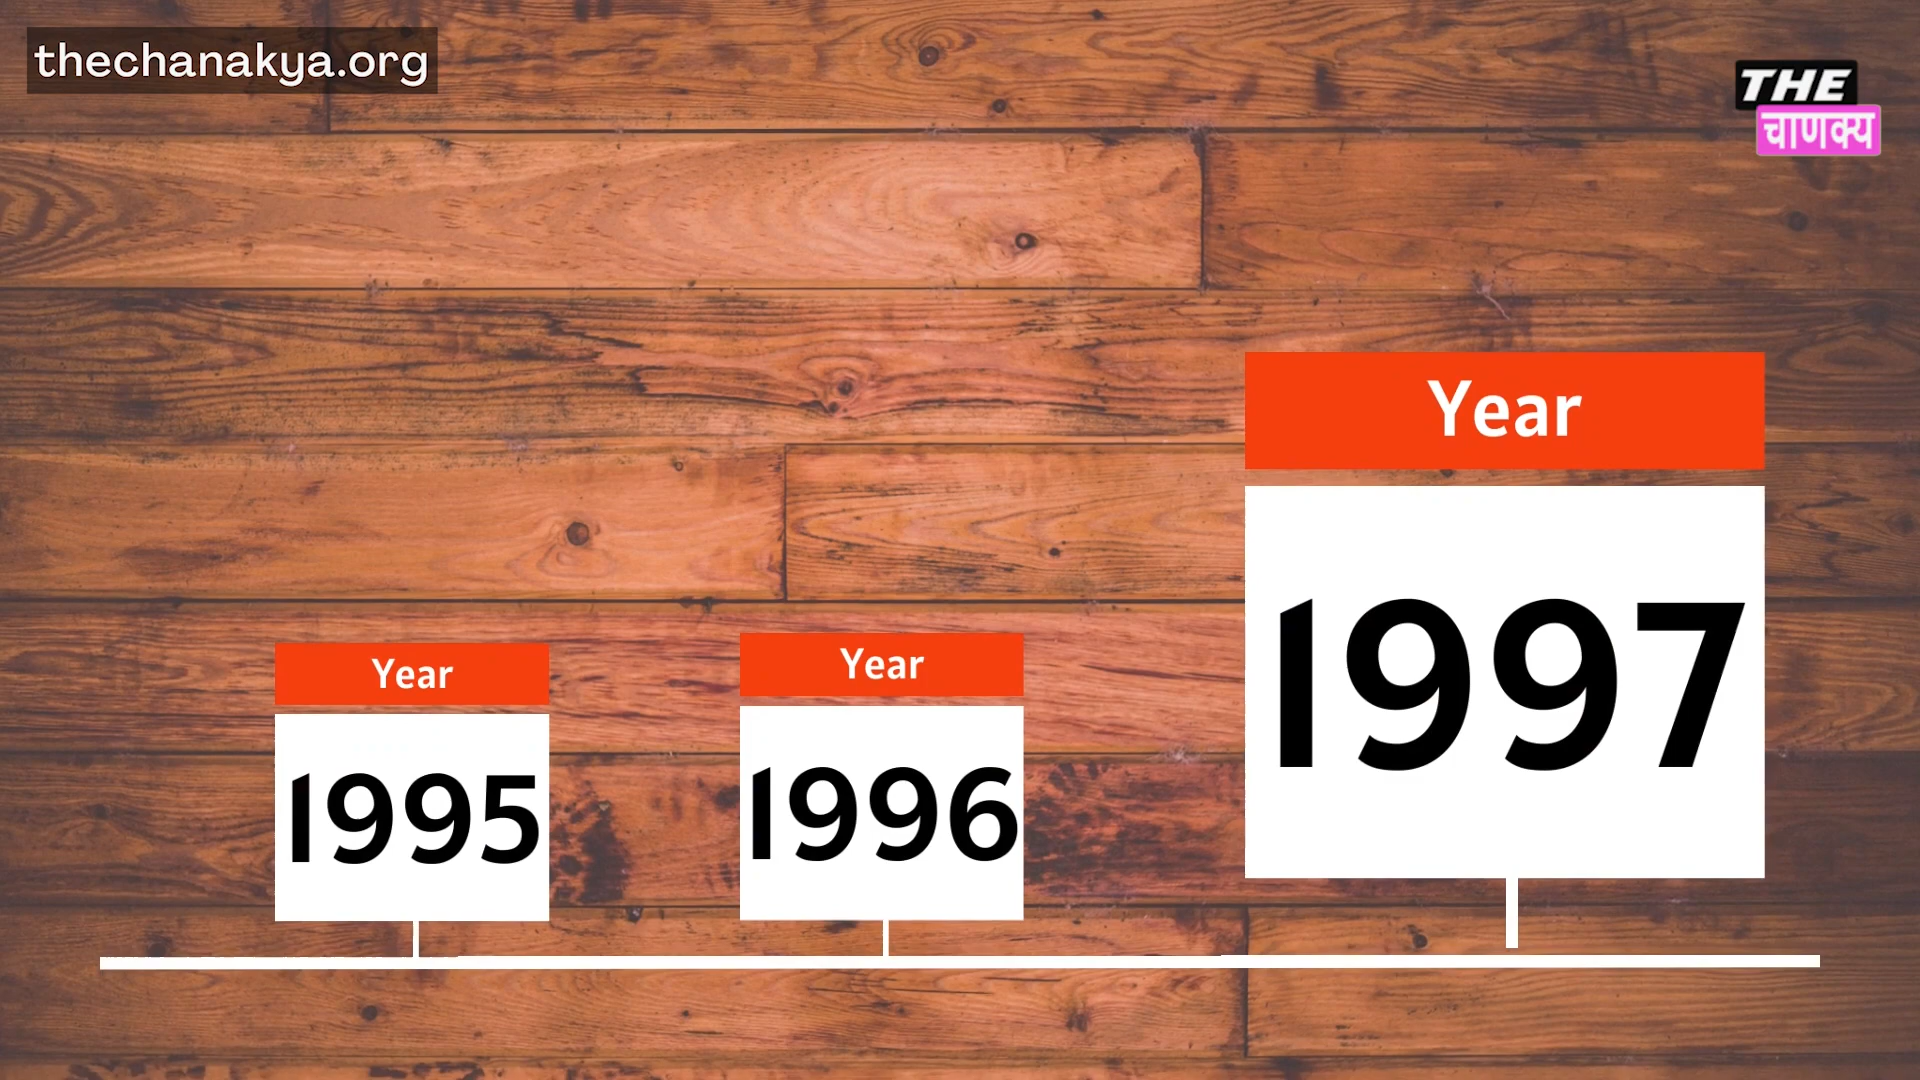 thechanakya.org
THE
चाणक्य
Year
1995
Year
1996
Year
1997